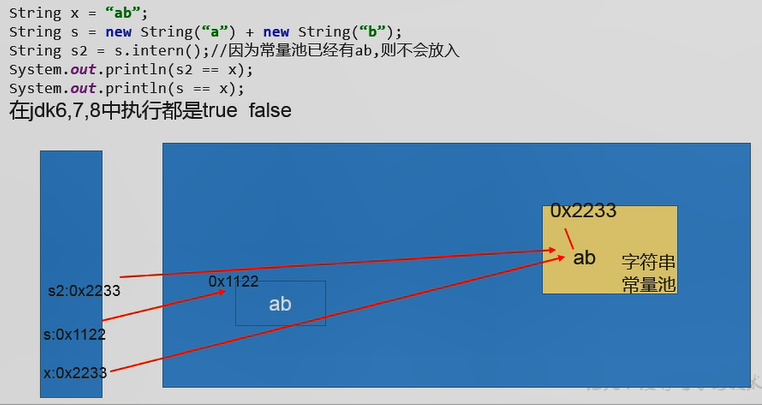 String x = “ab”;
String s = new String(“a”) + new String(“b”);
String s2 = s.intern();//因为常量池已经有ab,则不会放入
System.out.println(s2 == x);
System.out.println(s == x);
在jdk6,7,8中执行都是true false
0x2233
ab
字符串
常量池
0x1122
ab
s2:0x2233
s:0x1122
x:0x2233